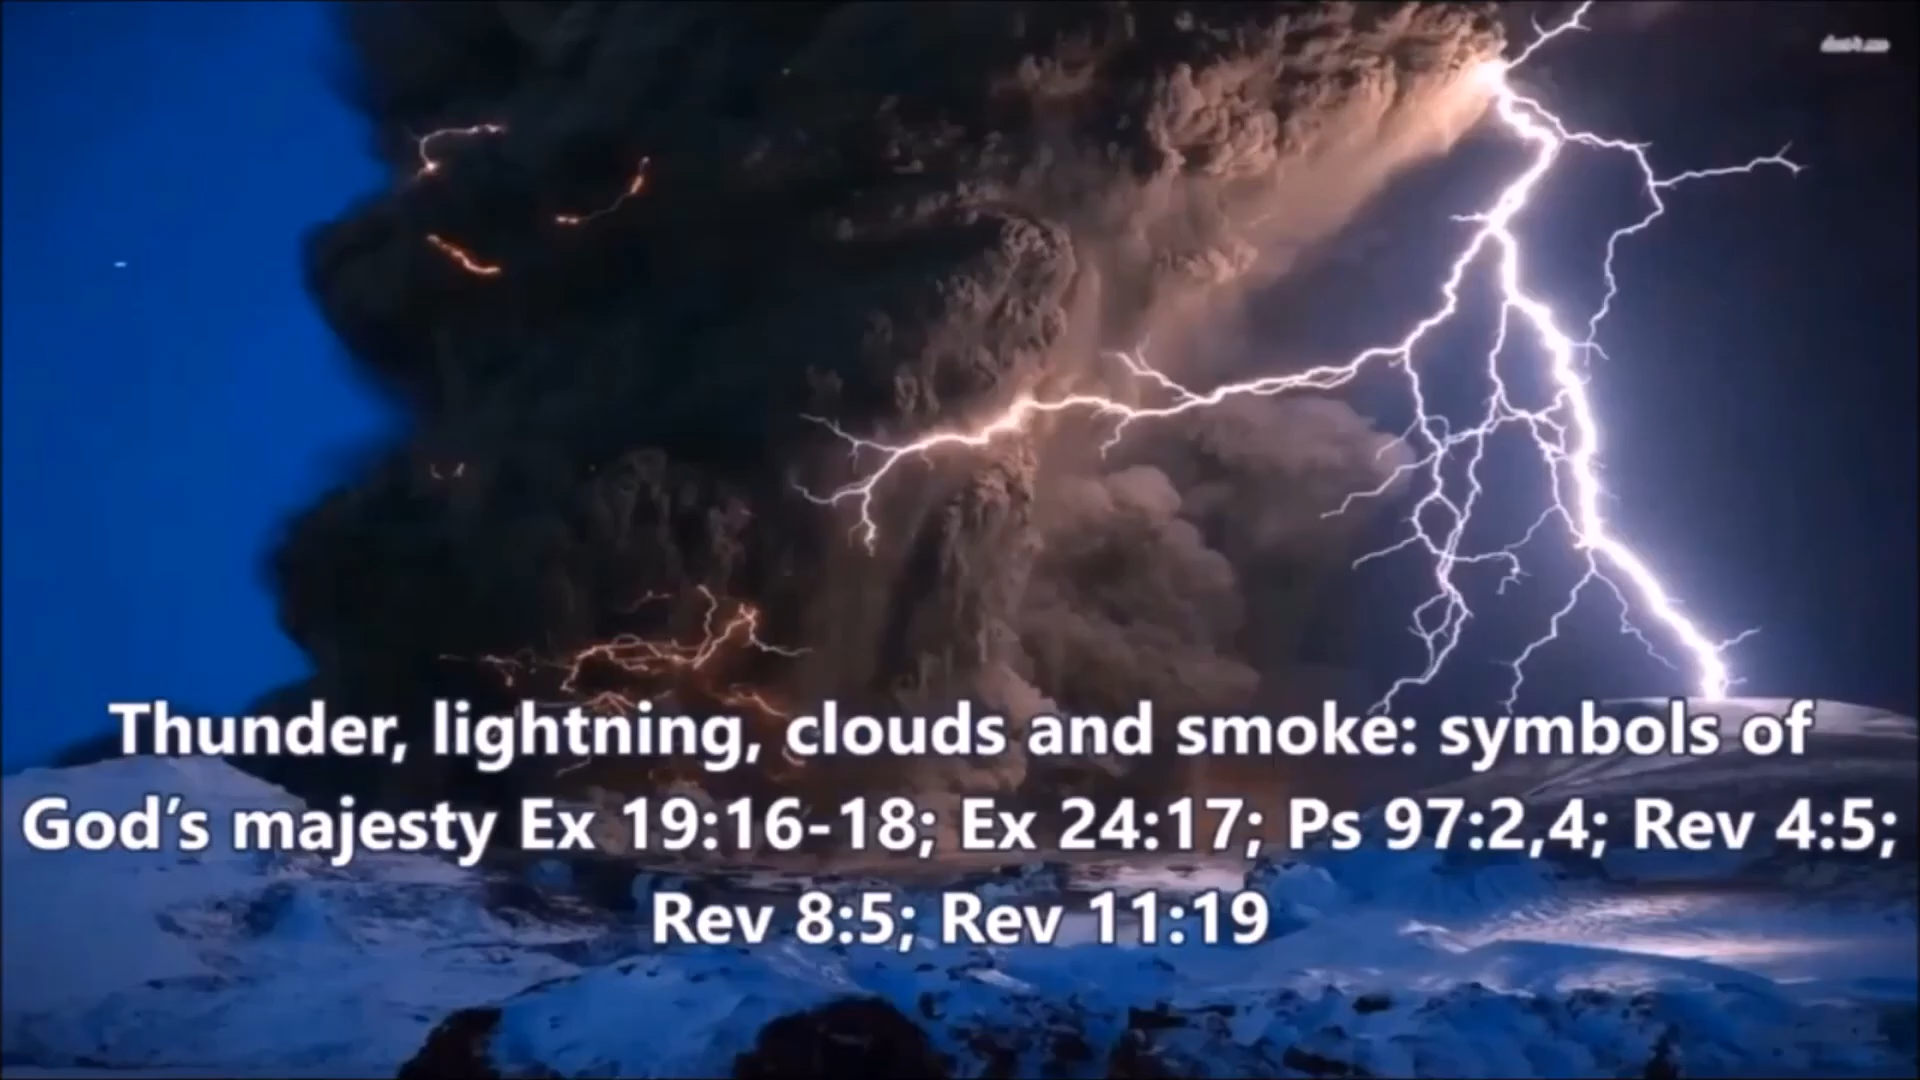 Thunder, lightning, clouds and smoke: symbols of
God’s majesty Ex 19:16-18; Ex 24:17; Ps 97:2,4; Rev 4:5;
Rev 8:5; Rev 11:19